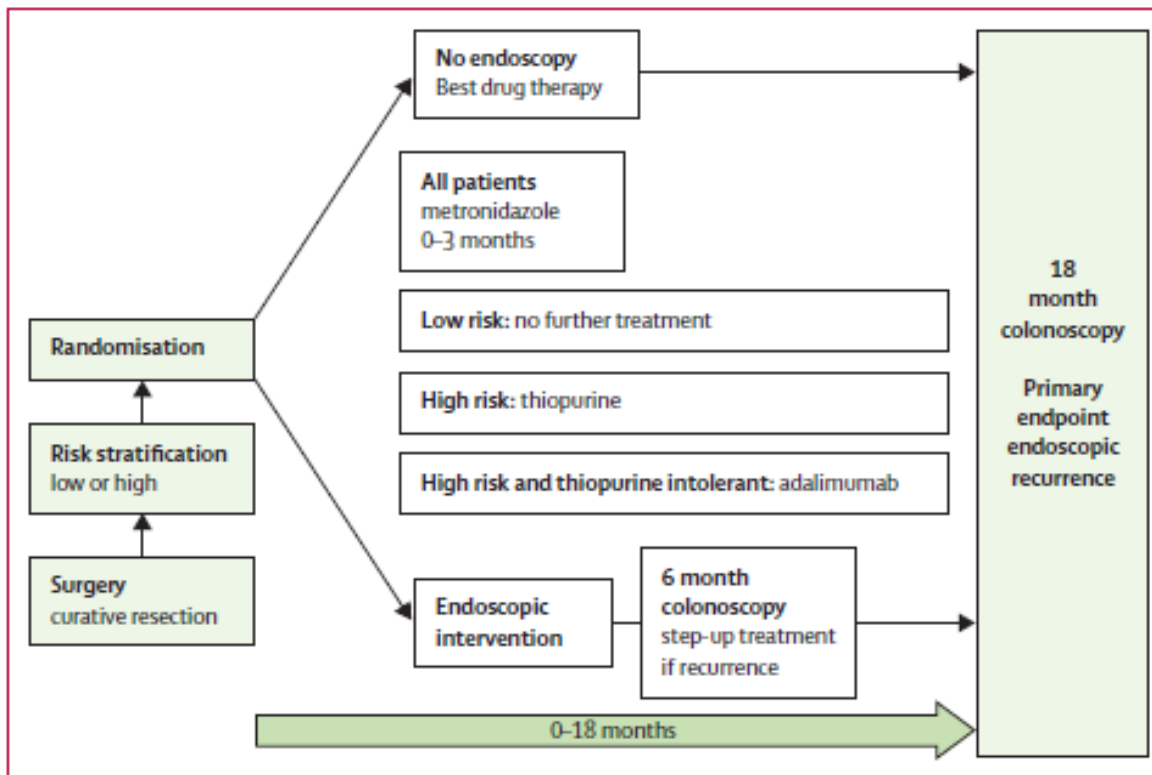 No endoscopy
Best drug therapy
All patients
metronidazole
0–3 months
Low risk: no further treatment
High risk: thiopurine
High risk and thiopurine intolerant: adalimumab
Randomisation
Risk stratification
low or high
Surgery
curative resection
Endoscopic
intervention
6 month
colonoscopy
step-up treatment
if recurrence
18
month
colonoscopy
Primary
endpoint
endoscopic
recurrence
0–18 months